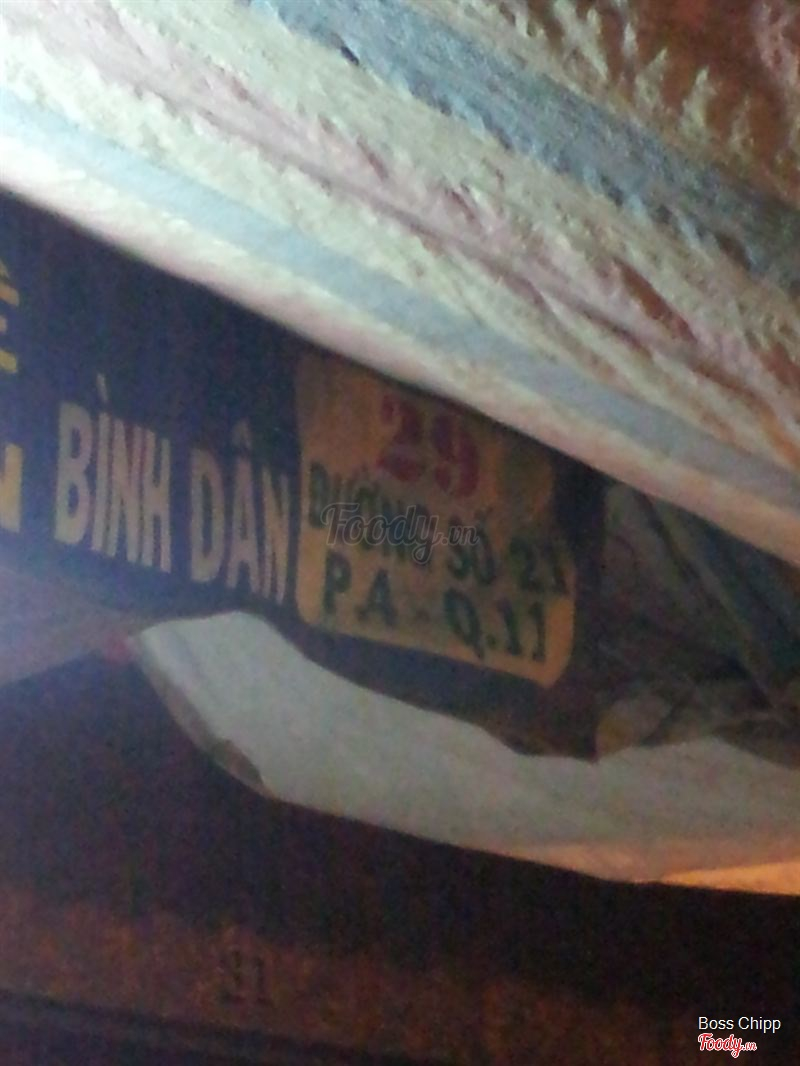 BÌNH DÂN
29
ĐƯỜNG SỐ 21
P.A - Q.11
Foody.vn
Boss Chipp
Foody.vn